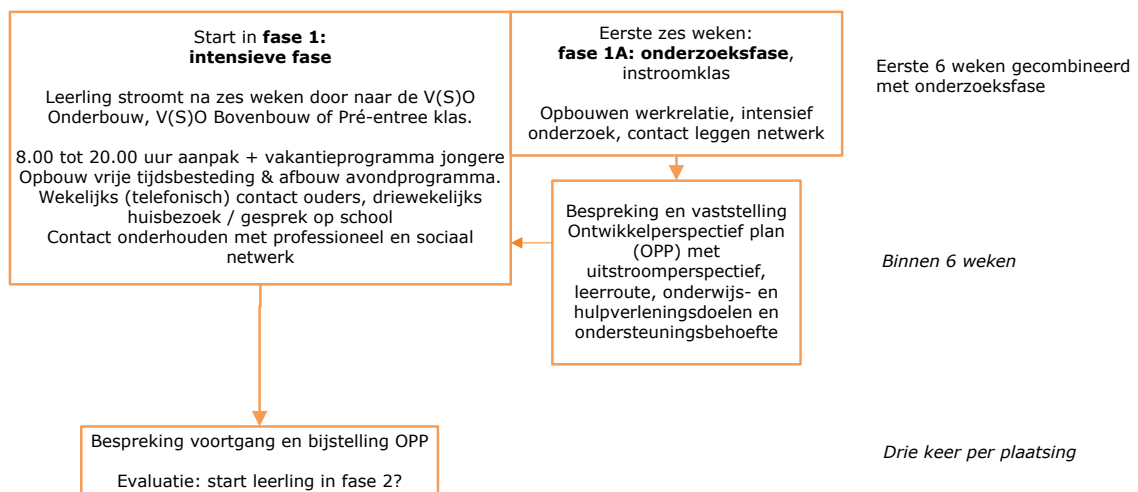 Start in fase 1:
intensieve fase
Leerling stroomt na zes weken door naar de V(S)O
Onderbouw, V(S)O Bovenbouw of Pré-entree klas.
8.00 tot 20.00 uur aanpak + vakantieprogramma jongere
Opbouw vrije tijdsbesteding & afbouw avondprogramma.
Wekelijks (telefonisch) contact ouders, driewekelijks
huisbezoek / gesprek op school
Contact onderhouden met professioneel en sociaal
netwerk
Eerste zes weken:
fase 1A: onderzoeksfase,
instroomklas
Opbouwen werkrelatie, intensief
onderzoek, contact leggen netwerk
Eerste 6 weken gecombineerd
met onderzoeksfase
Bespreking en vaststelling
Ontwikkelperspectief plan
(OPP) met
uitstroomperspectief,
leerroute, onderwijs- en
hulpverleningsdoelen en
ondersteuningsbehoefte
Binnen 6 weken
Bespreking voortgang en bijstelling OPP
Evaluatie: start leerling in fase 2?
Drie keer per plaatsing